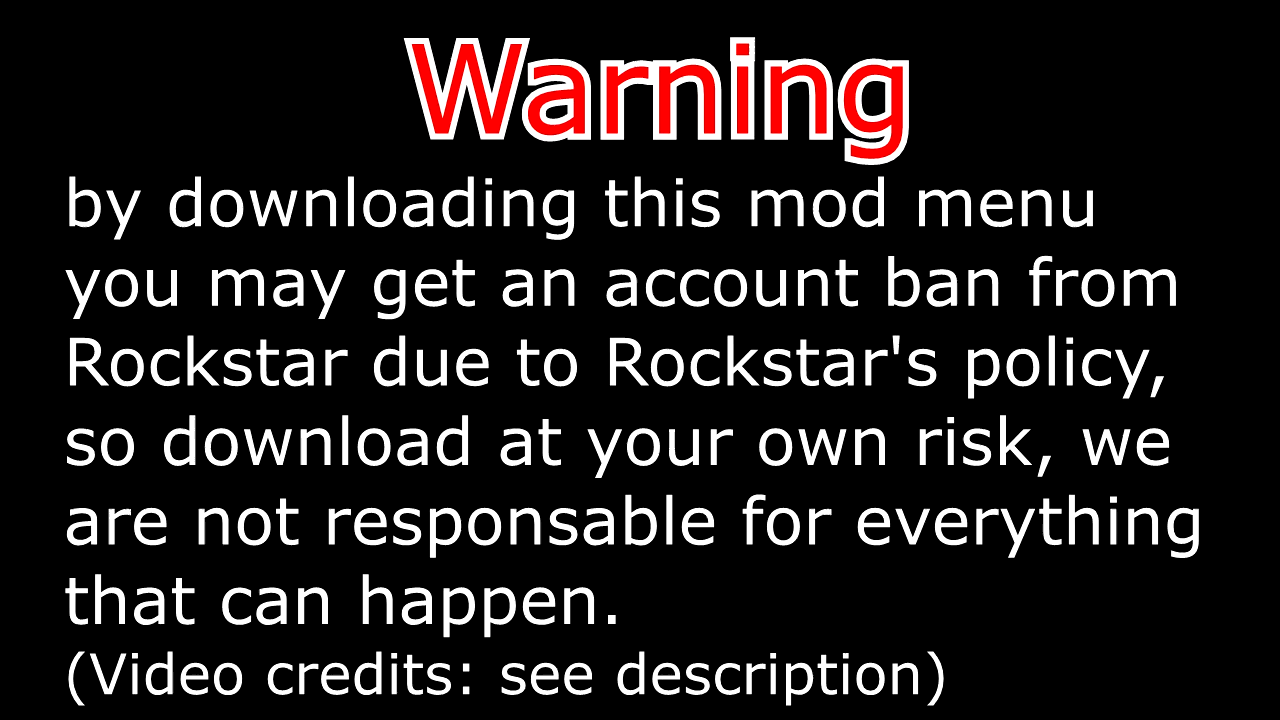 Warning
by downloading this mod menu
you may get an account ban from
Rockstar due to Rockstar's policy,
so download at your own risk, we
are not responsable for everything
that can happen.
(Video credits: see description)